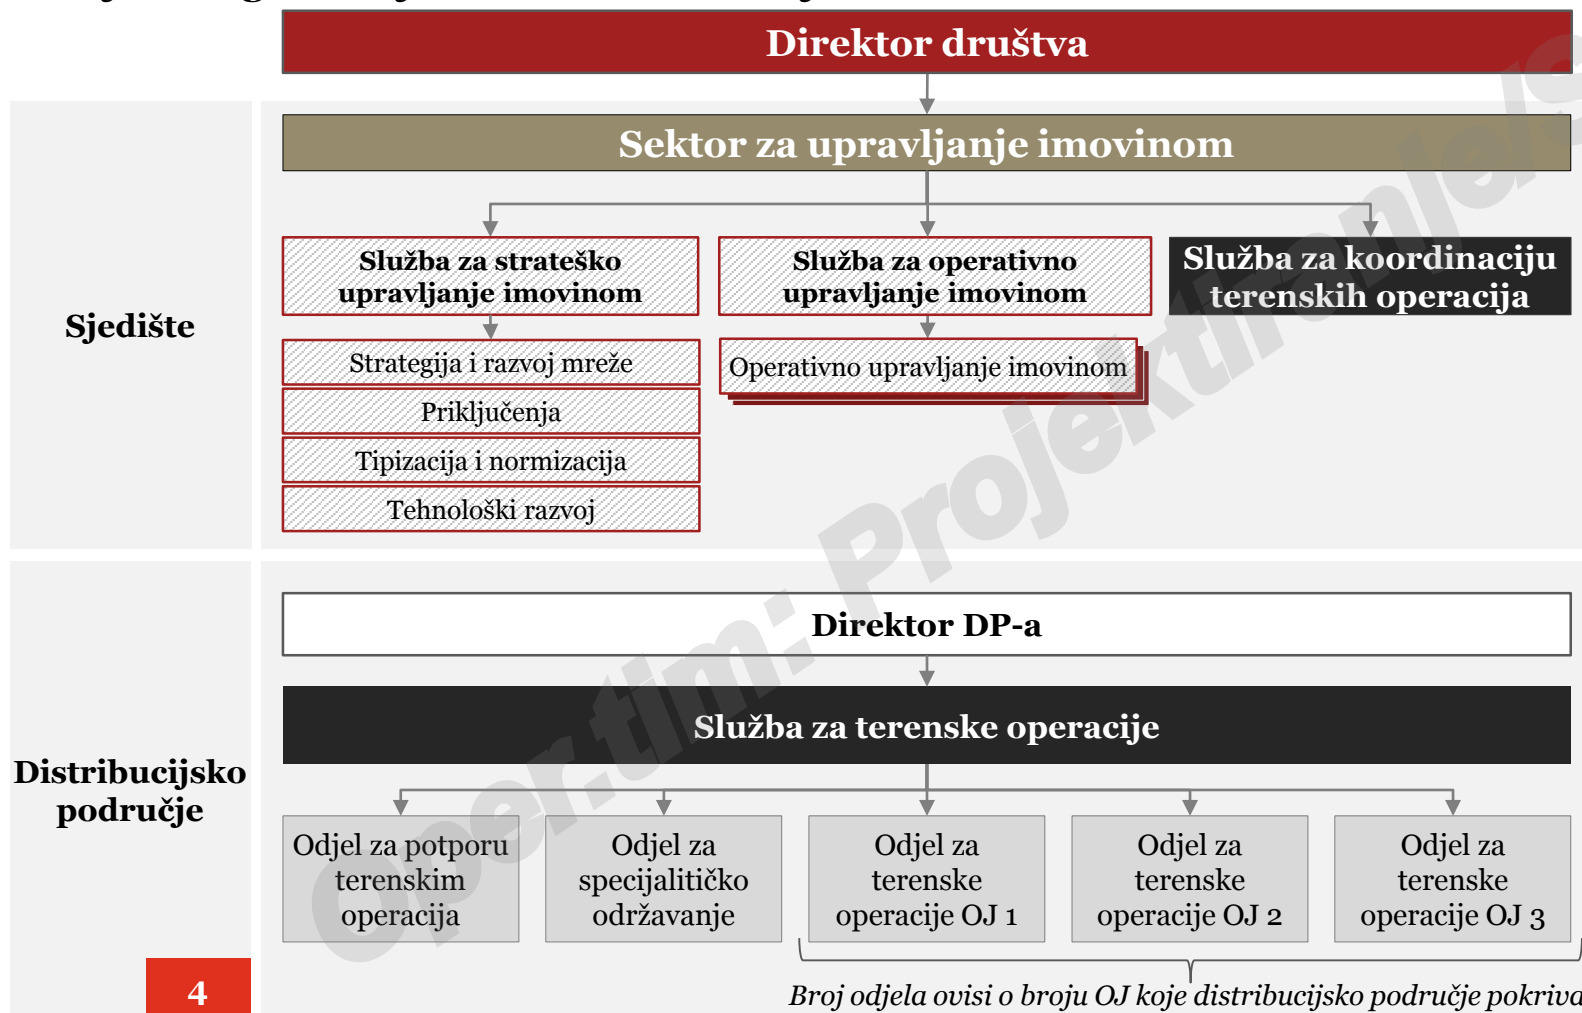 Direktor društva
Sektor za upravljanje imovinom
Sjedište
Služba za strateško
upravljanje imovinom
Služba za operativno
upravljanje imovinom
Služba za koordinaciju
terenskih operacija
Strategija i razvoj mreže
Priključenja
Tipizacija i normizacija
Tehnološki razvoj
Operativno upravljanje imovinom
Distribucijsko
područje
Direktor DP-a
Služba za terenske operacije
Odjel za potporu
terenskim
operacija
Odjel za
specijalitičko
održavanje
Odjel za
terenske
operacije OJ 1
Odjel za
terenske
operacije OJ 2
Odjel za
terenske
operacije OJ 3
Broj odjela ovisi o broju OJ koje distribucijsko područje pokriva
4
Oper.tim: Projektiranje/S